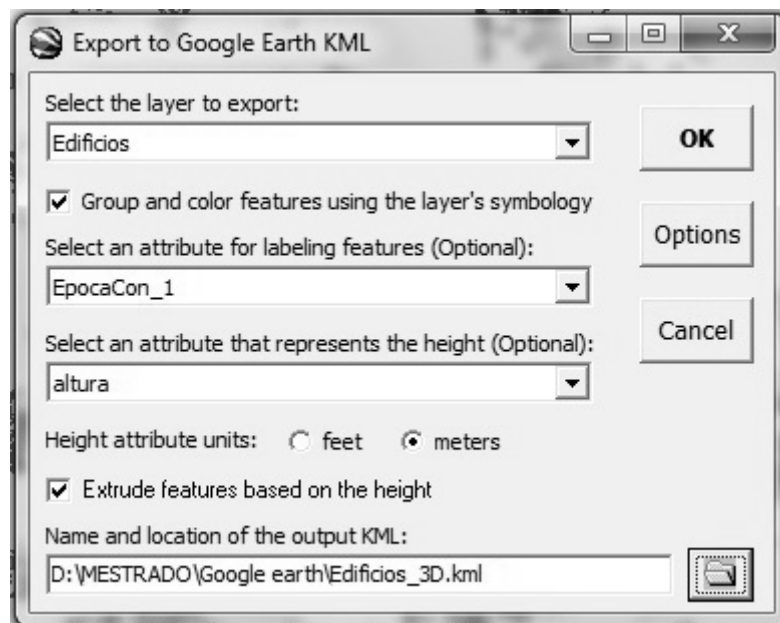 Export to Google Earth KML
Select the layer to export:
Edificios
OK
Group and color features using the layer's symbology
Select an attribute for labeling features (Optional):
Options
EpocaCon_1
Select an attribute that represents the height (Optional):
Cancel
altura
Height attribute units: feet meters
Extrude features based on the height
Name and location of the output KML:
D:\MESTRADO\Google earth\Edificios_3D.kml